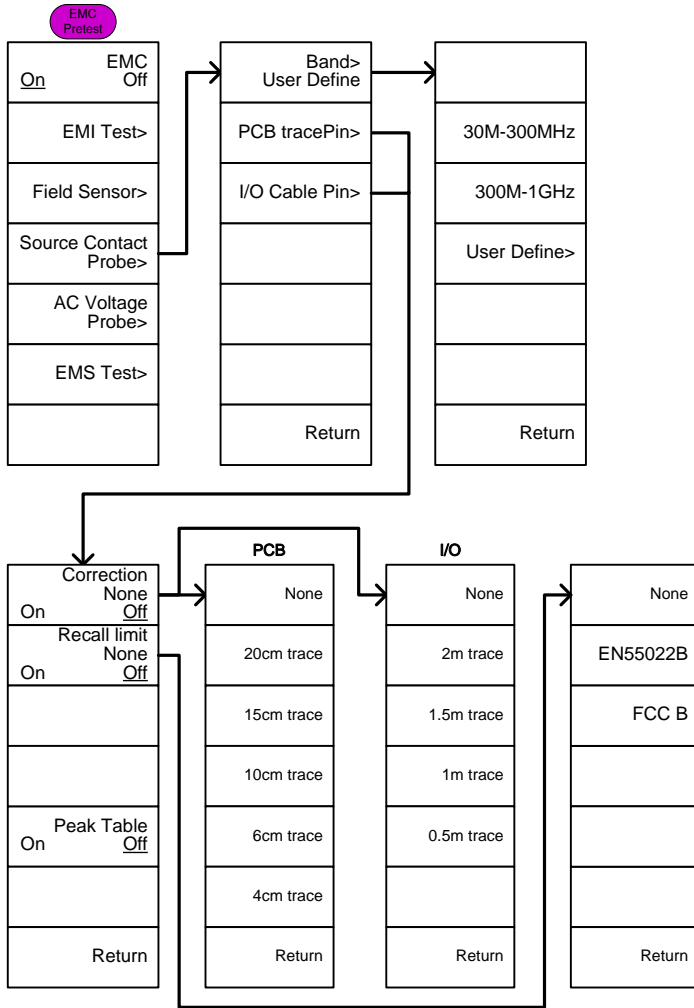 EMC
Pretest
EMC
On Off
EMI Test>
Field Sensor>
Source Contact
Probe>
AC Voltage
Probe>
EMS Test>
Band>
User Define
PCB tracePin>
I/O Cable Pin>
Return
30M-300MHz
300M-1GHz
User Define>
Return
Correction
None
On Off
Recall limit
None
On Off
Peak Table
On Off
Return
PCB
None
20cm trace
15cm trace
10cm trace
6cm trace
4cm trace
Return
I/O
None
2m trace
1.5m trace
1m trace
0.5m trace
Return
None
EN55022B
FCC B
Return